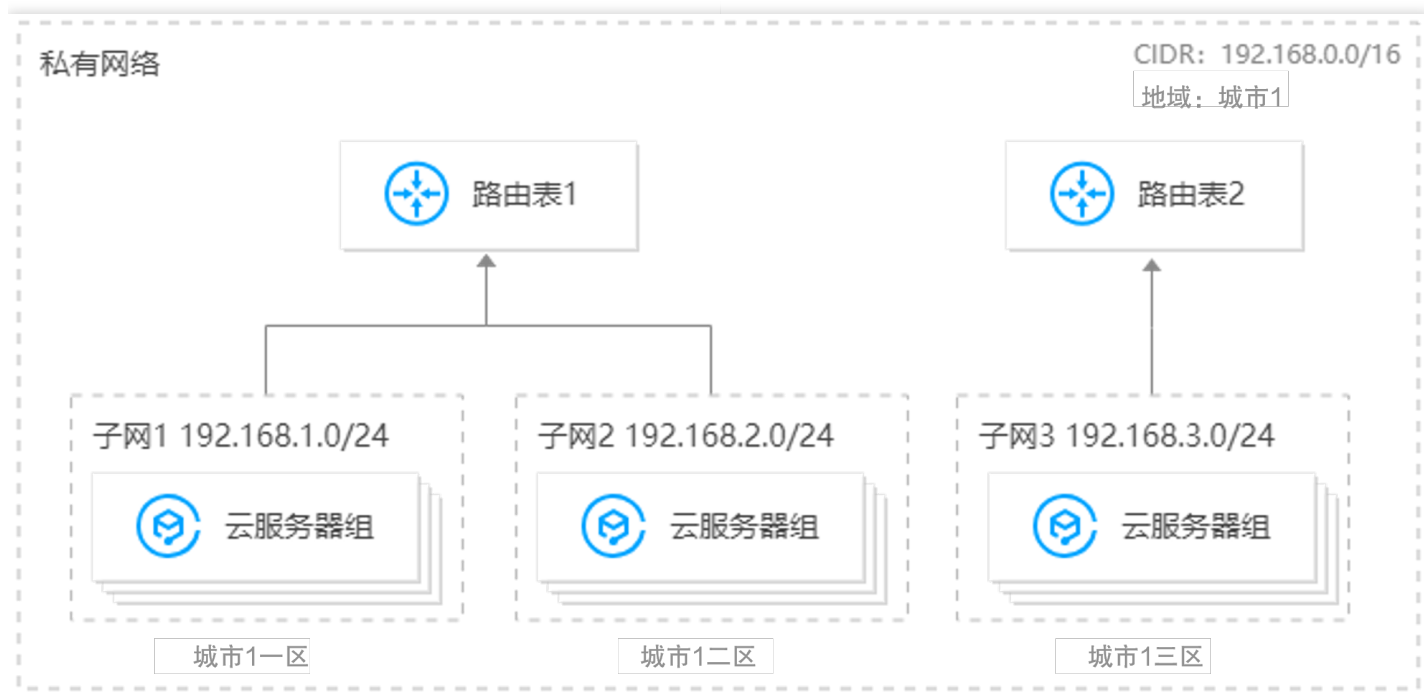 私有网络
CIDR：192.168.0.0/16
地域：城市1
路由表1
路由表2
子网1 192.168.1.0/24
子网2 192.168.2.0/24
子网3 192.168.3.0/24
云服务器组
云服务器组
云服务器组
城市1一区
城市1二区
城市1三区